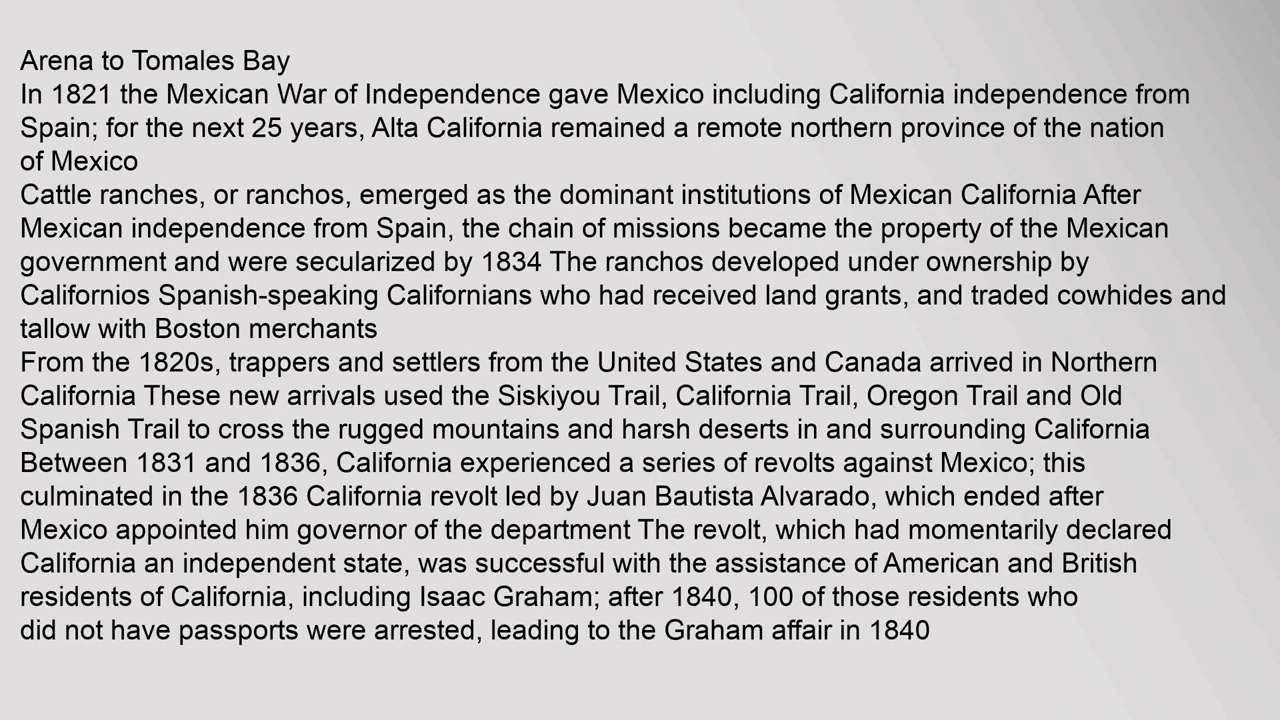 Arena to Tomales Bay
In 1821 the Mexican War of Independence gave Mexico including California independence from
Spain; for the next 25 years, Alta California remained a remote northern province of the nation
of Mexico
Cattle ranches, or ranchos, emerged as the dominant institutions of Mexican California After
Mexican independence from Spain, the chain of missions became the property of the Mexican
government and were secularized by 1834 The ranchos developed under ownership by
Californios Spanish-speaking Californians who had received land grants, and traded cowhides and
tallow with Boston merchants
From the 1820s, trappers and settlers from the United States and Canada arrived in Northern
California These new arrivals used the Siskiyou Trail, California Trail, Oregon Trail and Old
Spanish Trail to cross the rugged mountains and harsh deserts in and surrounding California
Between 1831 and 1836, California experienced a series of revolts against Mexico; this
culminated in the 1836 California revolt led by Juan Bautista Alvarado, which ended after
Mexico appointed him governor of the department The revolt, which had momentarily declared
California an independent state, was successful with the assistance of American and British
residents of California, including Isaac Graham; after 1840, 100 of those residents who
did not have passports were arrested, leading to the Graham affair in 1840